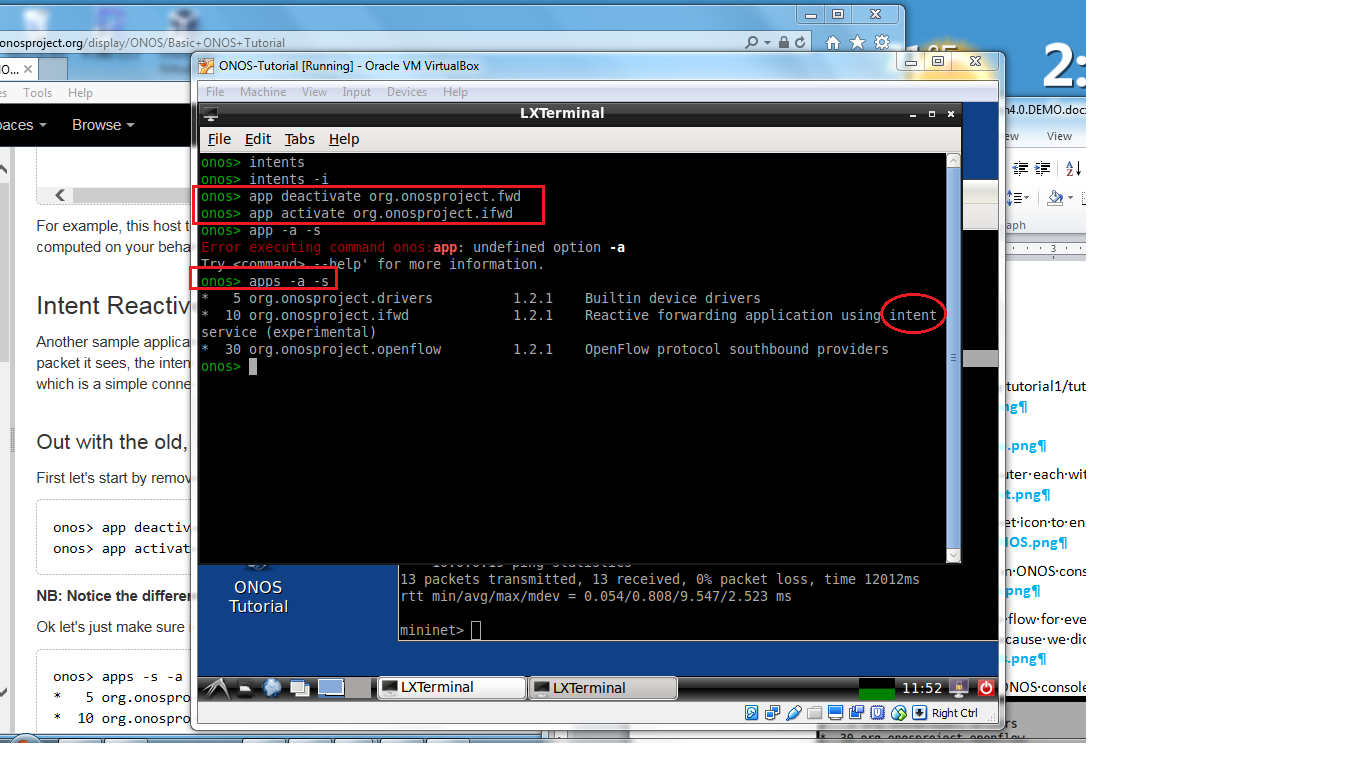 onosproject.org/display/ONOS/Basic+ONOS+Tutorial
O...
Tools Help
paces Browse
ONOS-Tutorial [Running] - Oracle VM VirtualBox
File Machine View Input Devices Help
LXTerminal
File Edit Tabs Help
onos> intents
onos> intents -i
onos> app deactivate org.onosproject.fwd
onos> app activate org.onosproject.ifwd
onos> app -a -s
Error executing command onos:app: undefined option -a
Try <command> --help' for more information.
onos> apps -a -s
* 5 org.onosproject.drivers 1.2.1 Builtin device drivers
* 10 org.onosproject.ifwd 1.2.1 Reactive forwarding application using intent
service (experimental)
* 30 org.onosproject.openflow 1.2.1 OpenFlow protocol southbound providers
onos>
For example, this host t
computed on your beha
Intent Reactiv
Another sample applica
packet it sees, the inten
which is a simple conne
Out with the old,
First let's start by remov
onos> app deactiv
onos> app activat
NB: Notice the differen
Ok let's just make sure
onos> apps -s -a
* 5 org.onospro
* 10 org.onospro
ONOS
Tutorial
13 packets transmitted, 13 received, 0% packet loss, time 12012ms
rtt min/avg/max/mdev = 0.054/0.808/9.547/2.523 ms
mininet>
LXTerminal
LXTerminal
11:52
Right Ctrl
2:
n4.0.DEMO.doc
ew View
aph
3
tutorial1/tut
ng¶
.png¶
uter·each·wit
t.png¶
et·icon·to·en
NOS.png¶
n·ONOS·cons
png¶
flow·for·eve
cause·we·did
s.png¶
ONOS·console
rs
* 30 org.onosproject.openflow